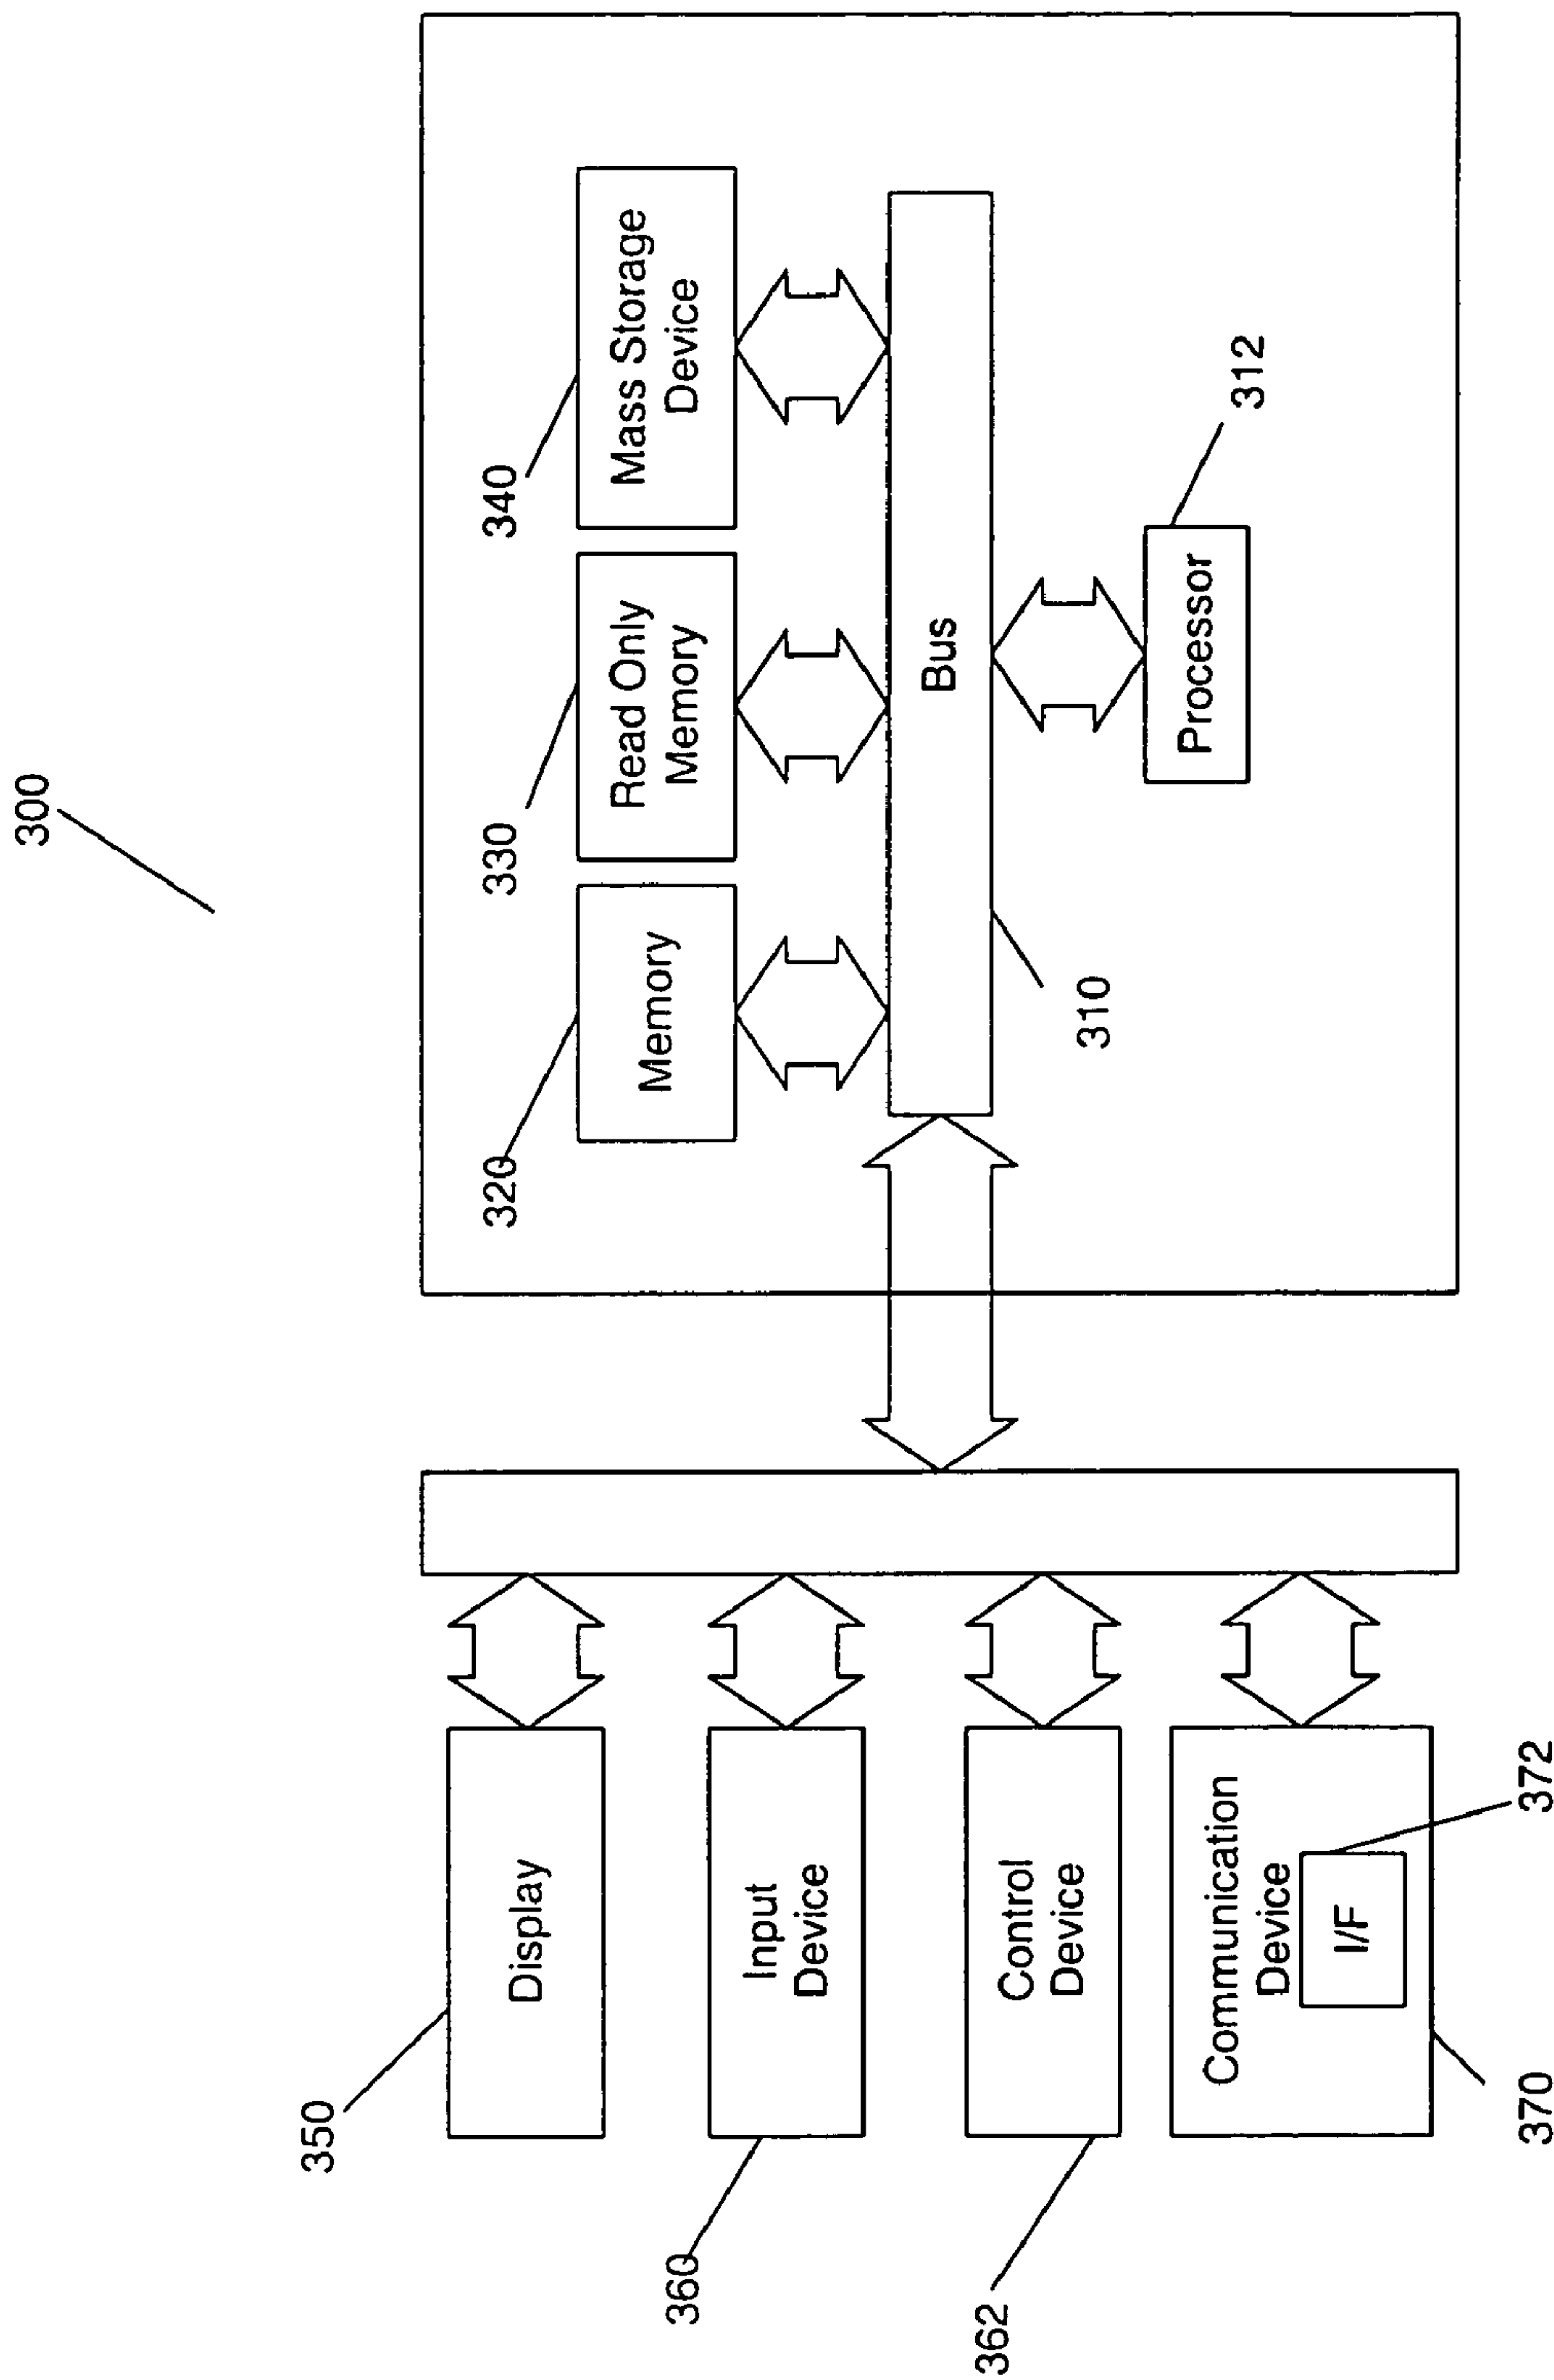 300
350
320
330
340
Display
Memory
Read Only
Memory
Mass Storage
Device
360
Input
Device
Bus
362
Control
Device
310
Processor
312
Communication
Device
I/F
370
372